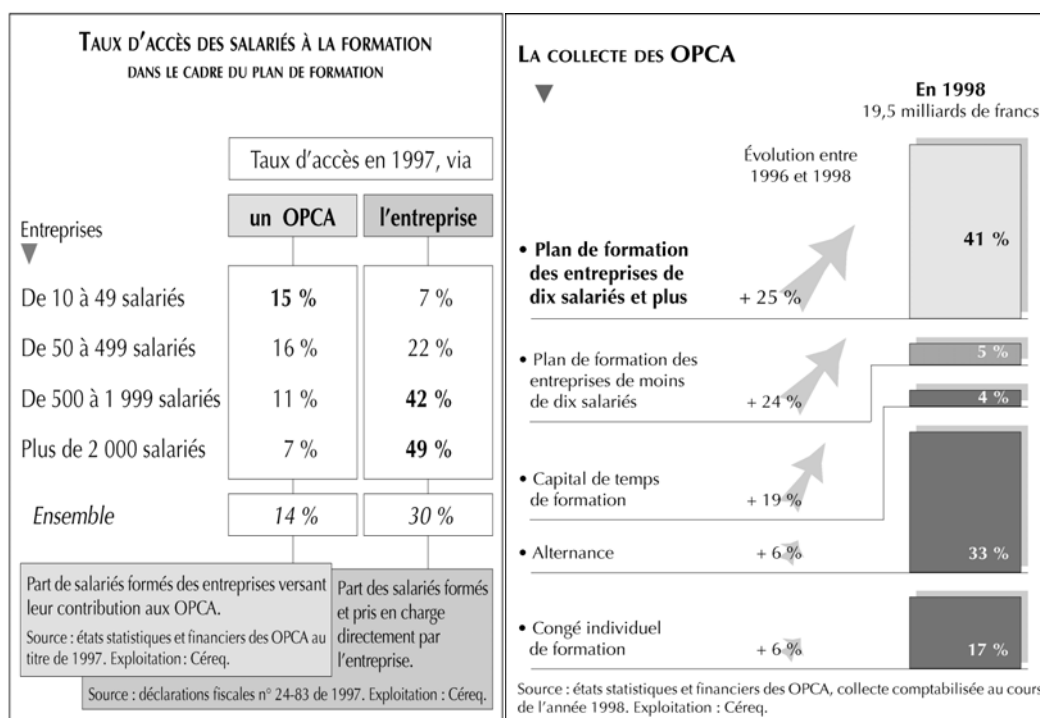 TAUX D'ACCÈS DES SALARIÉS À LA FORMATION
DANS LE CADRE DU PLAN DE FORMATION
Taux d'accès en 1997, via
Entreprises
un OPCA
l'entreprise
De 10 à 49 salariés 15 % 7 %
De 50 à 499 salariés 16 % 22 %
De 500 à 1 999 salariés 11 % 42 %
Plus de 2 000 salariés 7 % 49 %
Ensemble 14 % 30 %
Part de salariés formés des entreprises versant
leur contribution aux OPCA.
Source : états statistiques et financiers des OPCA au
titre de 1997. Exploitation : Céreq.
Part des salariés formés
et pris en charge
directement par
l'entreprise.
Source : déclarations fiscales n° 24-83 de 1997. Exploitation : Céreq.
LA COLLECTE DES OPCA
En 1998
19,5 milliards de francs
Évolution entre
1996 et 1998
• Plan de formation
des entreprises de
dix salariés et plus
+ 25 %
41 %
• Plan de formation des
entreprises de moins
de dix salariés
+ 24 %
5 %
• Capital de temps
de formation
+ 19 %
4 %
• Alternance
+ 6 %
33 %
• Congé individuel
de formation
+ 6 %
17 %
Source : états statistiques et financiers des OPCA, collecte comptabilisée au cours
de l'année 1998. Exploitation : Céreq.